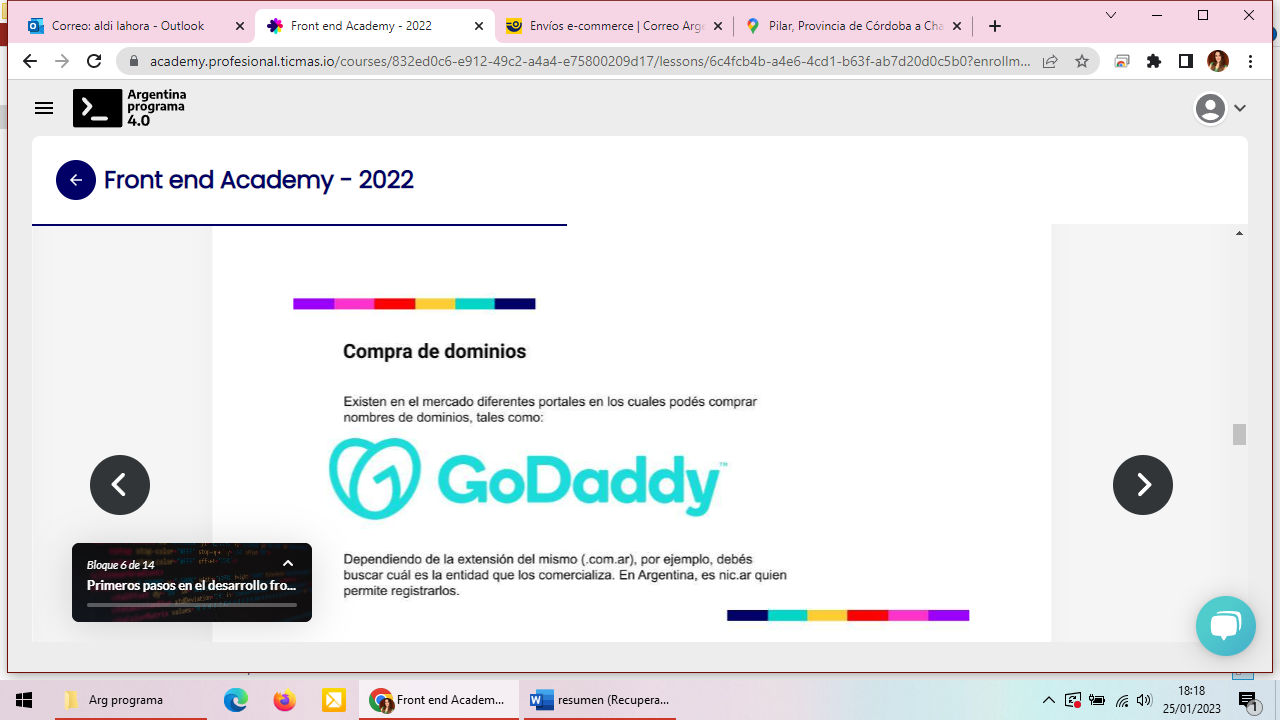 Correo: aldi lahora - Outlook
Front end Academy - 2022
Envíos e-commerce | Correo Arge
Pilar, Provincia de Córdoba a Cha
academy.profesional.ticmas.io/courses/832ed0c6-e912-4962-a4a4-e75800209d17/lessons/6c4fcb4b-a4e6-4cd1-b63f-ab7d20d0c5b0?enrollm...
Argentina
programa
4.0
Front end Academy - 2022
Compra de dominios
Existen en el mercado diferentes portales en los cuales podés comprar
nombres de dominios, tales como:
GoDaddy™
Bloque 6 de 14
Primeros pasos en el desarrollo fro...
Dependiendo de la extensión del mismo (.com.ar), por ejemplo, debés
buscar cuál es la entidad que los comercializa. En Argentina, es nic.ar quien
permite registrarlos.
Arg programa
Front end Academ...
resumen (Recupera...
18:18
25/01/2023
1